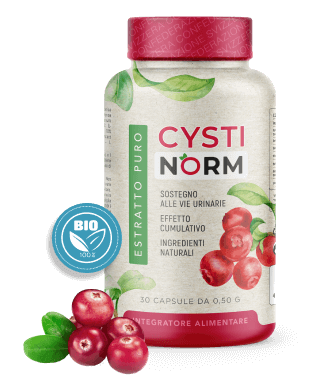 ESTRATTO PURO
CYSTI
NORM
SOSTEGNO
ALLE VIE URINARIE
EFFETTO
CUMULATIVO
INGREDIENTI
NATURALI
30 CAPSULE DA 0,50 G
INTEGRATORE ALIMENTARE
BIO